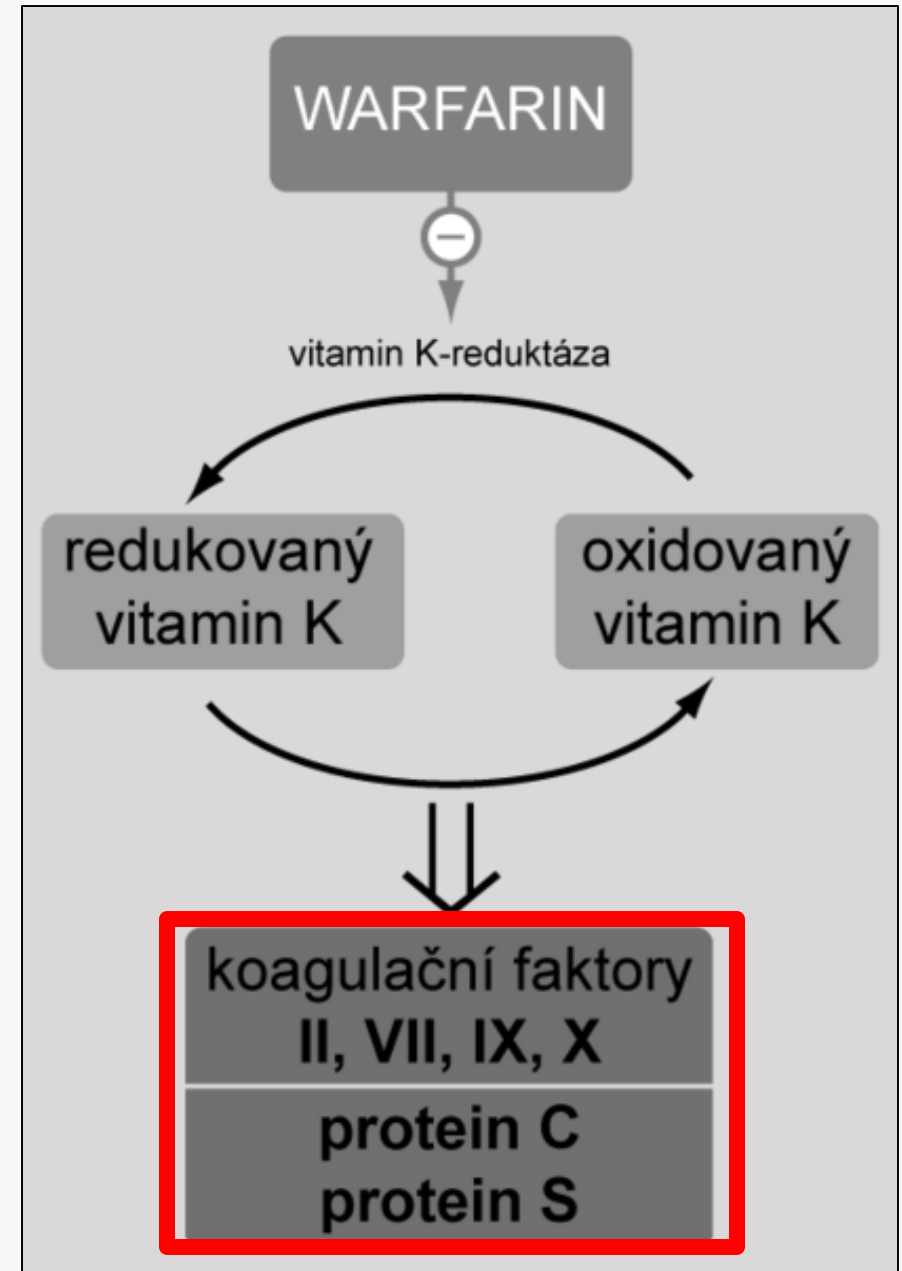 WARFARIN
vitamin K-reduktáza
redukovaný
vitamin K
oxidovaný
vitamin K
koagulační faktory
II, VII, IX, X
protein C
protein S